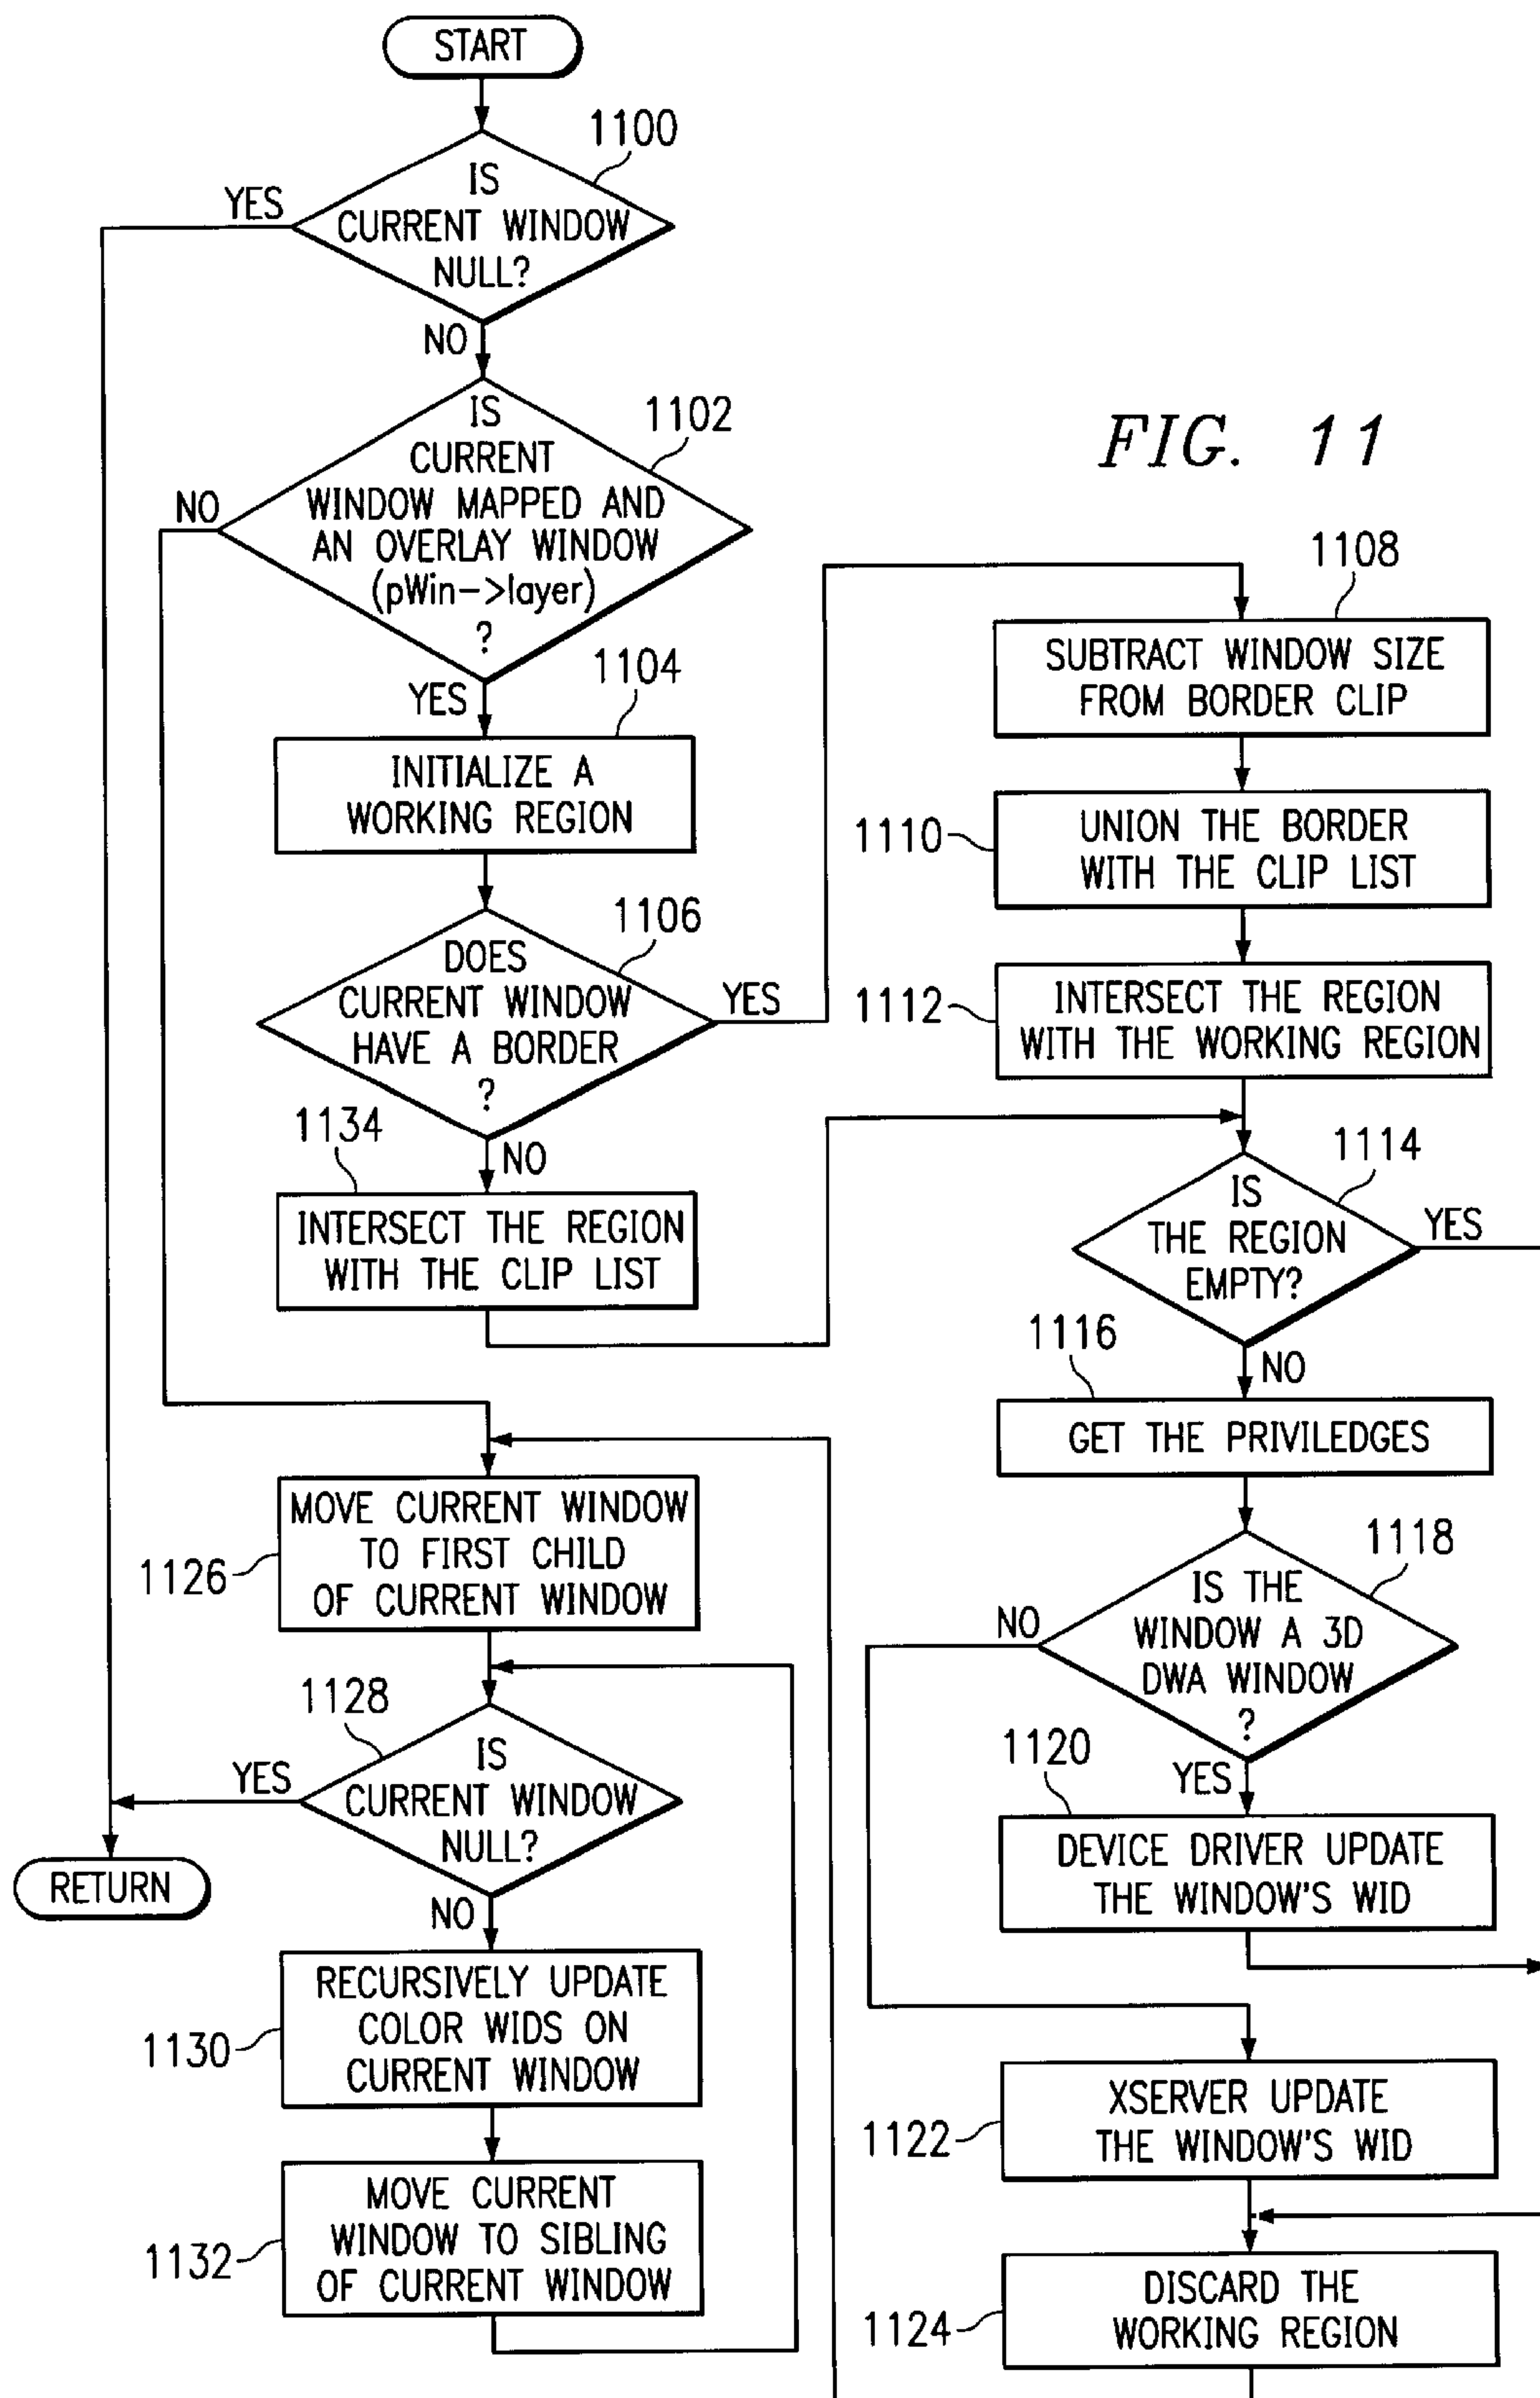 START
1100
IS
CURRENT WINDOW
NULL?
YES
NO
1102
IS
CURRENT
WINDOW MAPPED AND
AN OVERLAY WINDOW
(pWin->layer)
?
NO
YES
FIG. 11
1104
INITIALIZE A
WORKING REGION
1106
DOES
CURRENT WINDOW
HAVE A BORDER
?
YES
NO
1134
INTERSECT THE REGION
WITH THE CLIP LIST
1108
SUBTRACT WINDOW SIZE
FROM BORDER CLIP
1110
UNION THE BORDER
WITH THE CLIP LIST
1112
INTERSECT THE REGION
WITH THE WORKING REGION
1114
IS
THE REGION
EMPTY?
YES
NO
1116
GET THE PRIVILEDGES
1118
IS THE
WINDOW A 3D
DWA WINDOW
?
NO
YES
1120
DEVICE DRIVER UPDATE
THE WINDOW'S WID
1122
XSERVER UPDATE
THE WINDOW'S WID
1124
DISCARD THE
WORKING REGION
1126
MOVE CURRENT WINDOW
TO FIRST CHILD
OF CURRENT WINDOW
1128
IS
CURRENT WINDOW
NULL?
YES
NO
RETURN
1130
RECURSIVELY UPDATE
COLOR WIDS ON
CURRENT WINDOW
1132
MOVE CURRENT
WINDOW TO SIBLING
OF CURRENT WINDOW